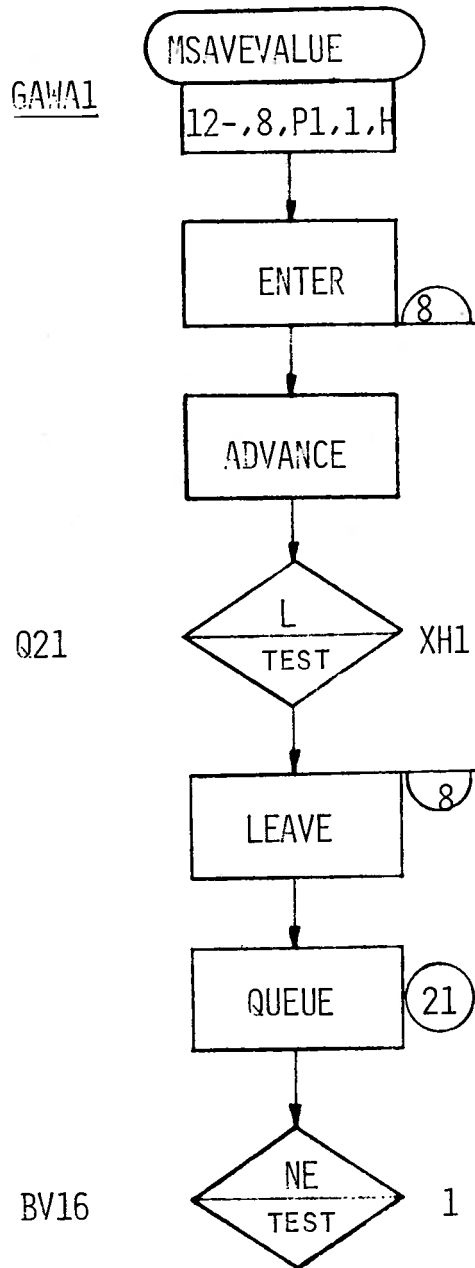 MSAVEVALUE
GAWA1
12-,8,P1,1,H
ENTER
8
ADVANCE
Q21
L
TEST
XH1
8
LEAVE
QUEUE
21
BV16
NE
TEST
1